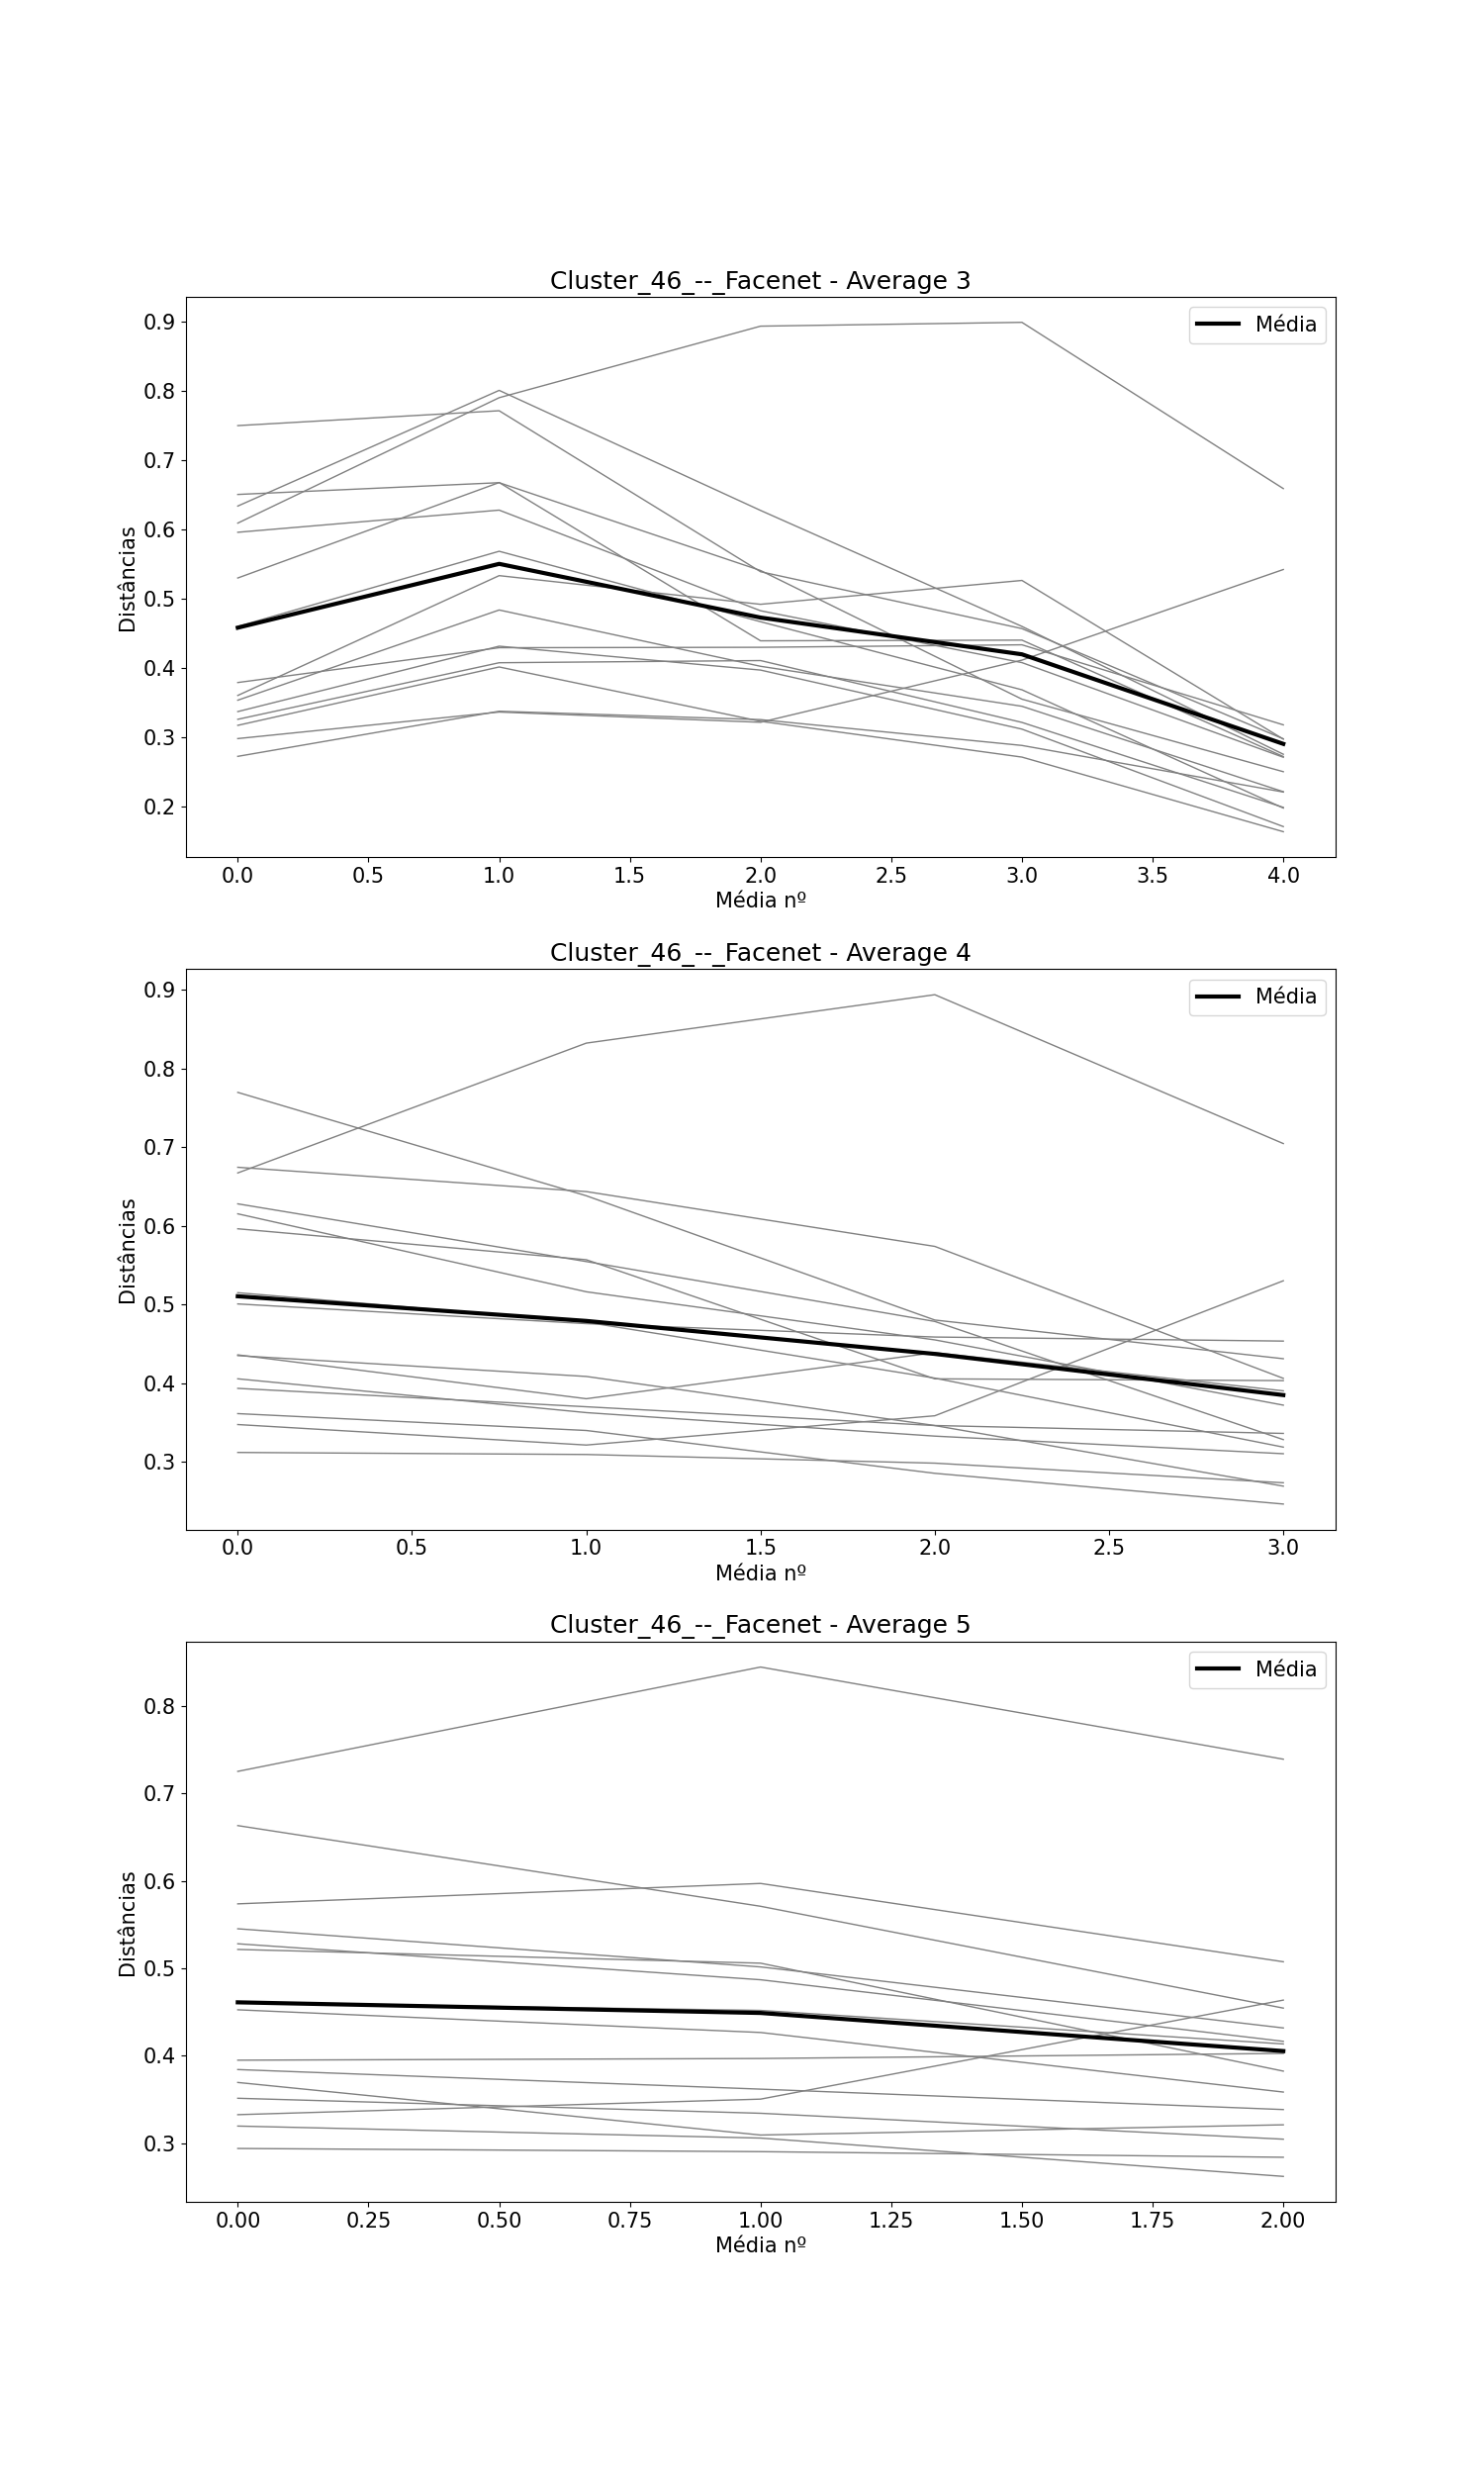 Cluster_46_--_Facenet - Average 3
Média
Distâncias
0.9
0.8
0.7
0.6
0.5
0.4
0.3
0.2
0.0 0.5 1.0 1.5 2.0 2.5 3.0 3.5 4.0
Média nº
Cluster_46_--_Facenet - Average 4
Média
Distâncias
0.9
0.8
0.7
0.6
0.5
0.4
0.3
0.0 0.5 1.0 1.5 2.0 2.5 3.0
Média nº
Cluster_46_--_Facenet - Average 5
Média
Distâncias
0.8
0.7
0.6
0.5
0.4
0.3
0.00 0.25 0.50 0.75 1.00 1.25 1.50 1.75 2.00
Média nº